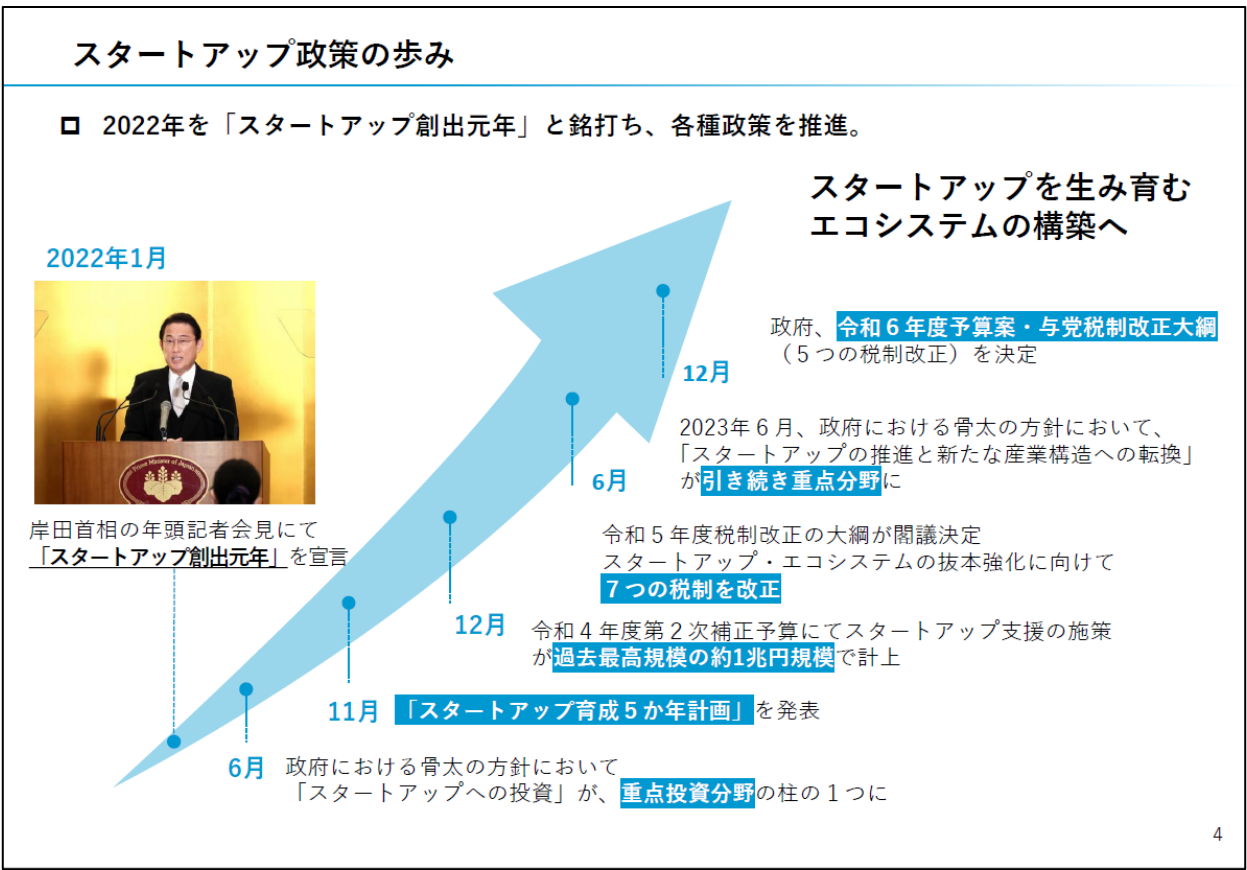 スタートアップ政策の歩み
2022年を「スタートアップ創出元年」と銘打ち、各種政策を推進。
スタートアップを生み育む
エコシステムの構築へ
2022年1月
岸田首相の年頭記者会見にて
「スタートアップ創出元年」を宣言
6月
政府における骨太の方針において
「スタートアップへの投資」が、重点投資分野の柱の1つに
11月
「スタートアップ育成5か年計画」を発表
12月
令和4年度第2次補正予算にてスタートアップ支援の施策
が過去最高規模の約1兆円規模で計上
令和5年度税制改正の大綱が閣議決定
スタートアップ・エコシステムの抜本強化に向けて
7つの税制を改正
6月
2023年6月、政府における骨太の方針において、
「スタートアップの推進と新たな産業構造への転換」
が引き続き重点分野に
12月
政府、令和6年度予算案・与党税制改正大綱
（5つの税制改正）を決定
4